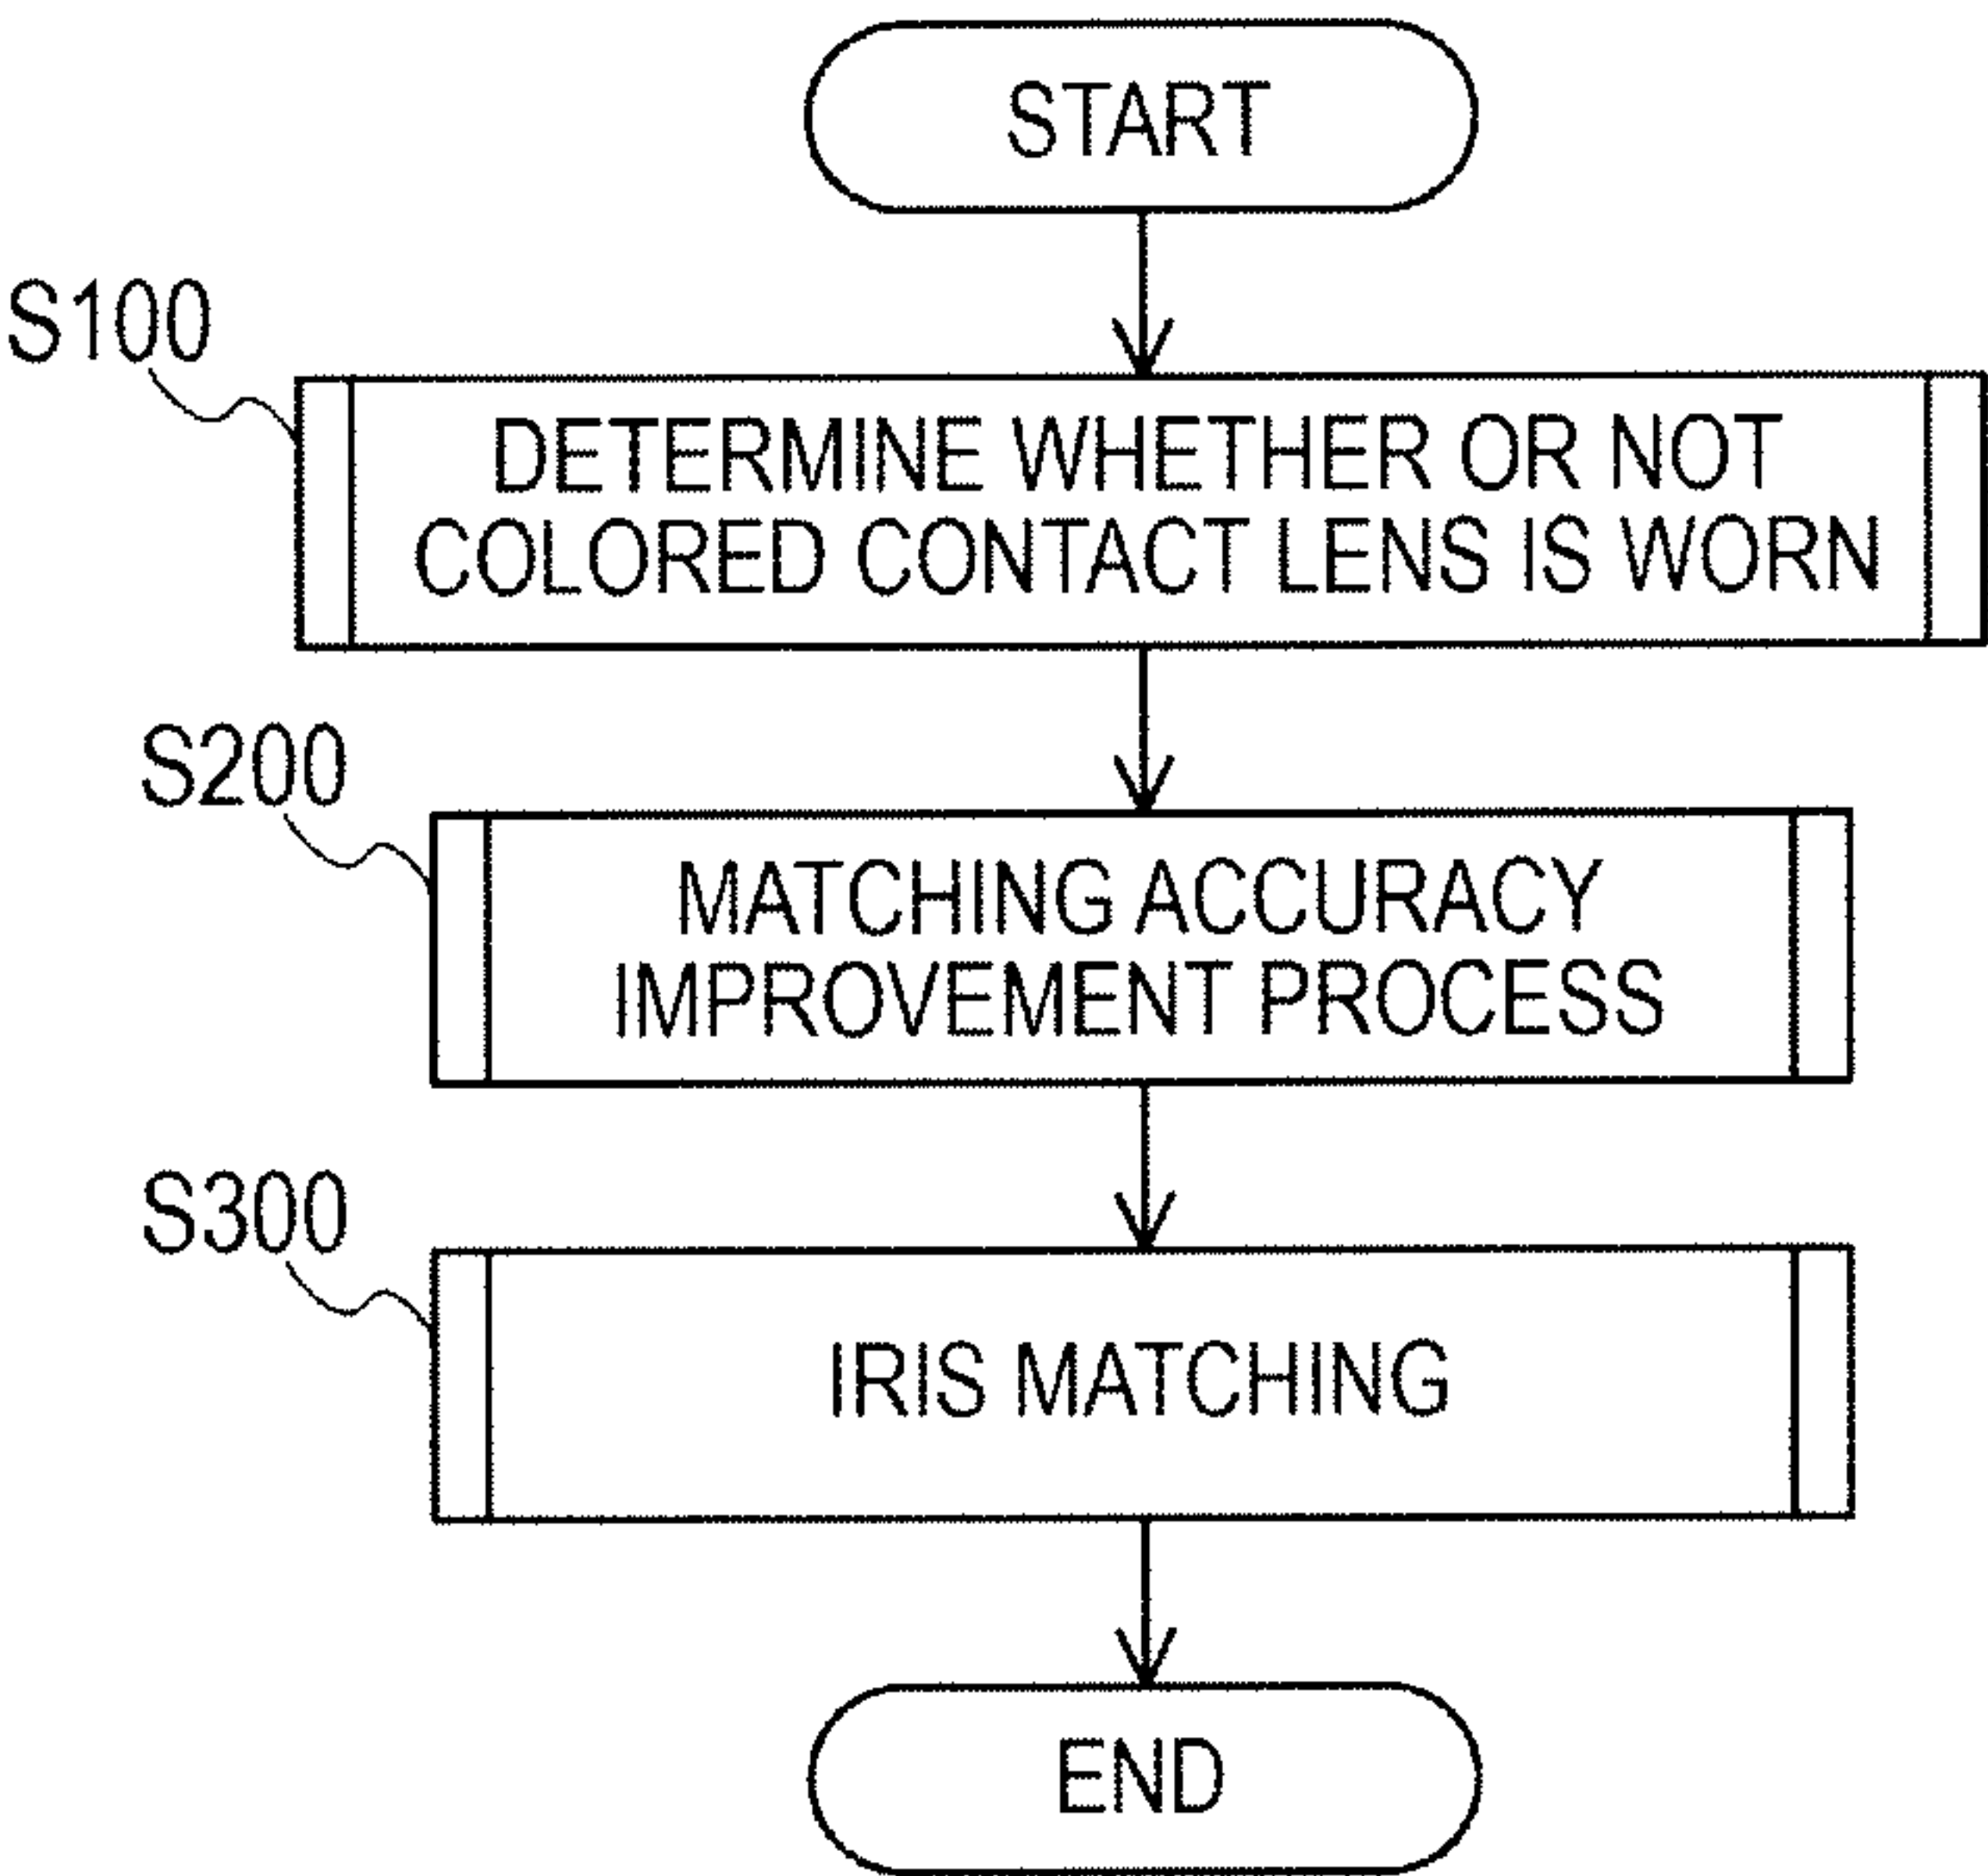 START
S100
DETERMINE WHETHER OR NOT
COLORED CONTACT LENS IS WORN
S200
MATCHING ACCURACY
IMPROVEMENT PROCESS
S300
IRIS MATCHING
END